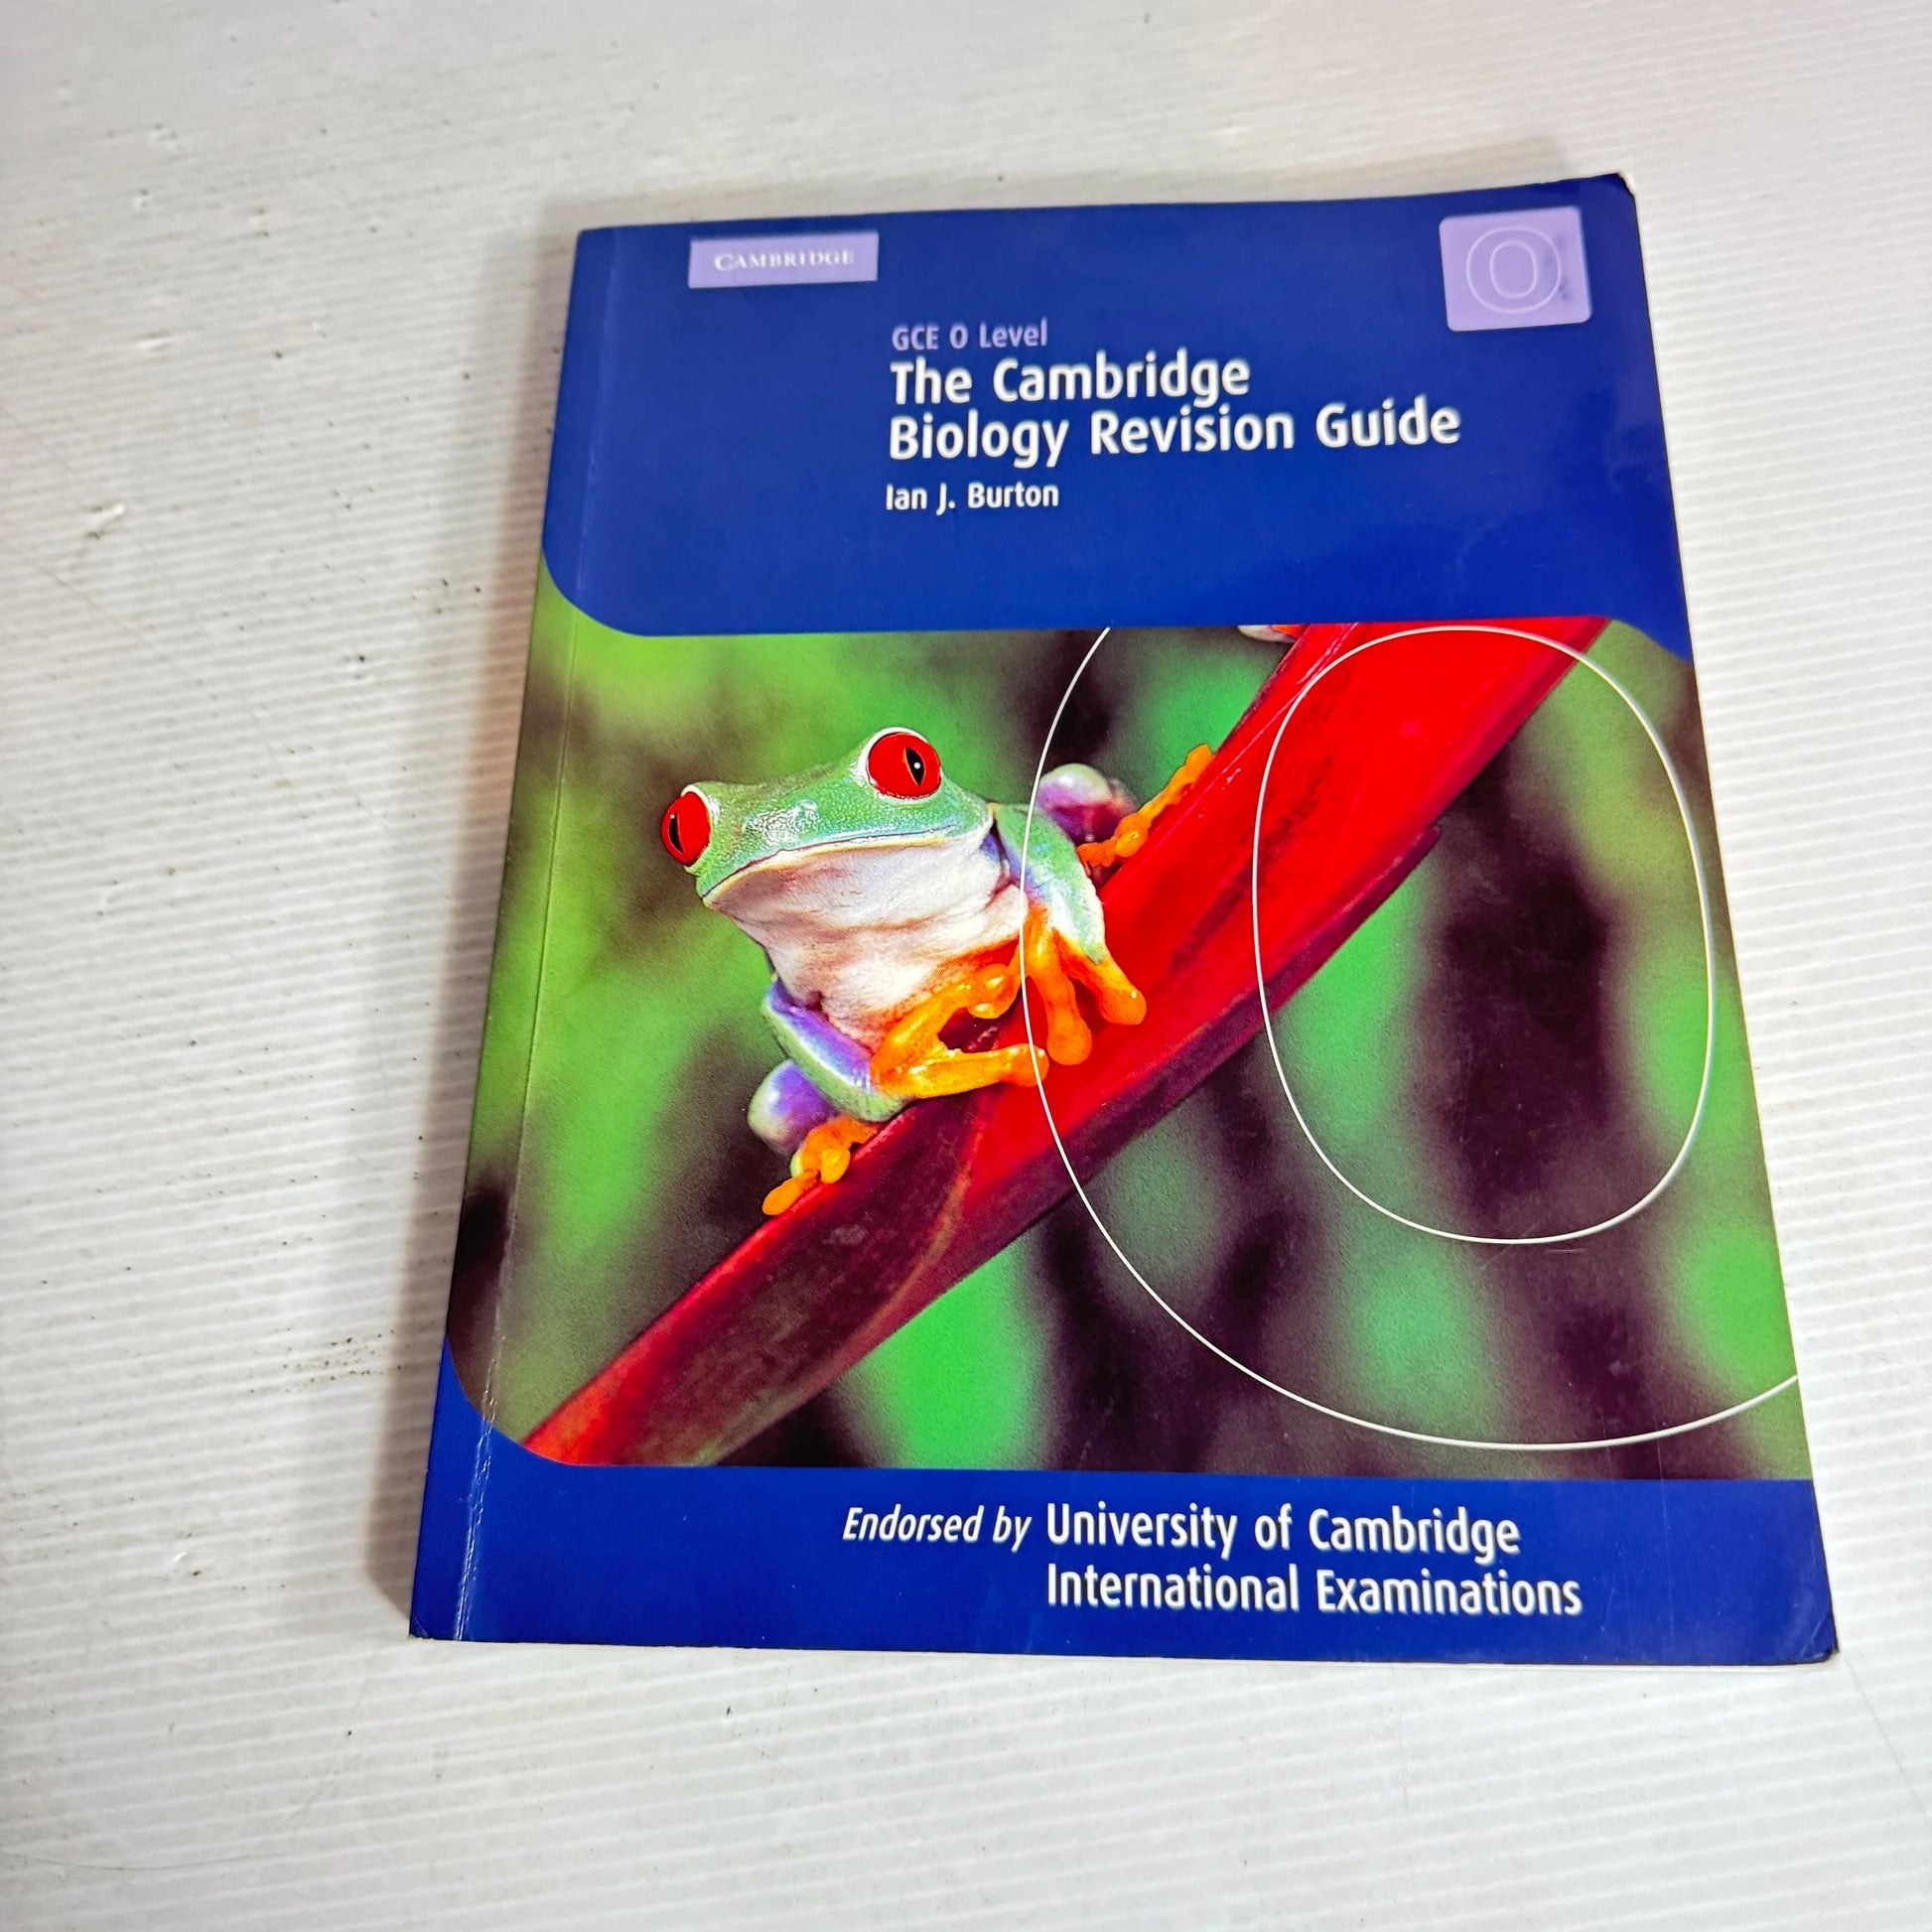 CAMBRIDGE
O
GCE O Level
The Cambridge
Biology Revision Guide
Ian J. Burton
Endorsed by University of Cambridge
International Examinations